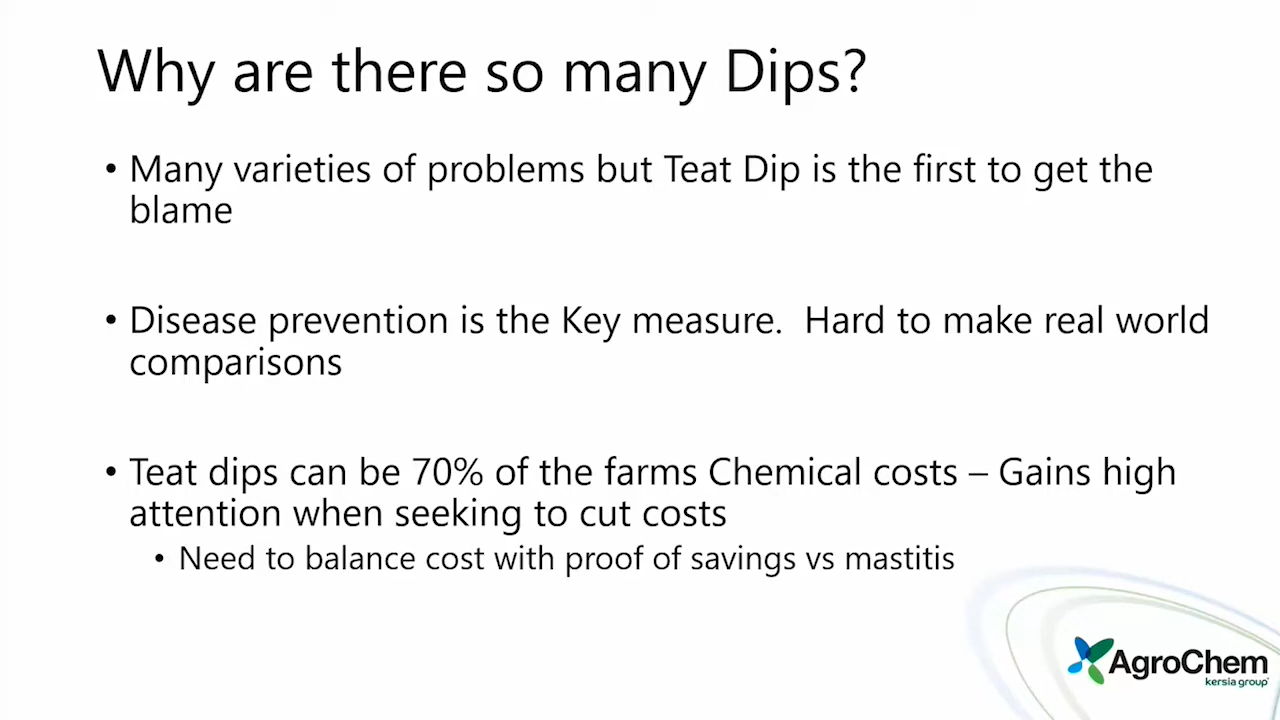 Why are there so many Dips?
• Many varieties of problems but Teat Dip is the first to get the
blame
• Disease prevention is the Key measure.  Hard to make real world
comparisons
• Teat dips can be 70% of the farms Chemical costs – Gains high
attention when seeking to cut costs
• Need to balance cost with proof of savings vs mastitis
AgroChem
kersia group